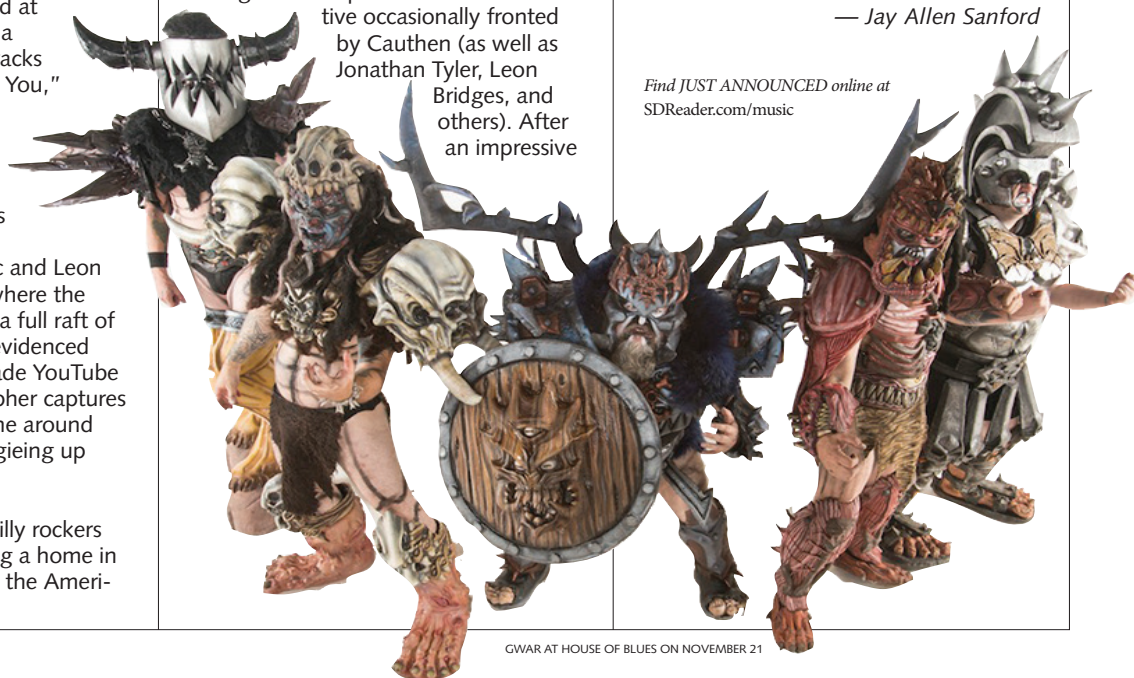 d at
a
acks
You,”
s
c and Leon
where the
a full raft of
evidenced
ade YouTube
pher captures
ne around
gieing up
illy rockers
g a home in
the Ameri-
tive occasionally fronted
by Cauthen (as well as
Jonathan Tyler, Leon
Bridges, and
others). After
an impressive
— Jay Allen Sanford
Find JUST ANNOUNCED online at
SDReader.com/music
GWAR AT HOUSE OF BLUES ON NOVEMBER 21